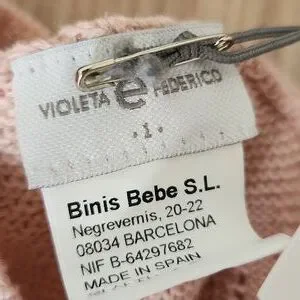 VIOLETA e FEDERICO
· 1 ·
Binis Bebe S.L.
Negrevernis, 20-22
08034 BARCELONA
NIF B-64297682
MADE IN SPAIN